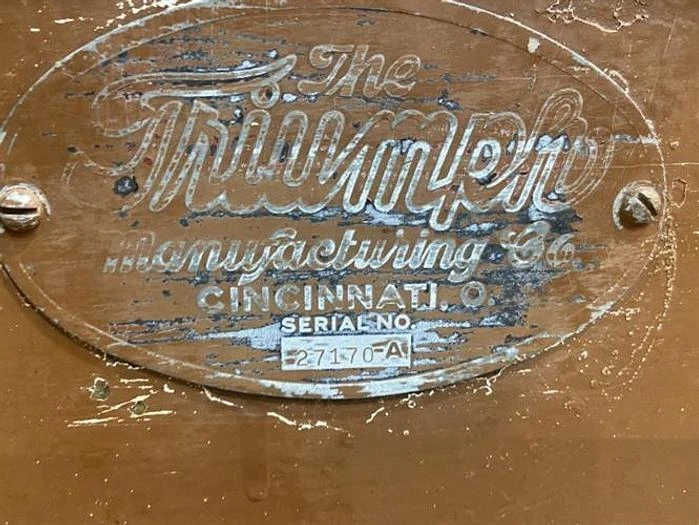 The
Triumph
Manufacturing Co.
CINCINNATI. O.
SERIAL NO.
27170-A